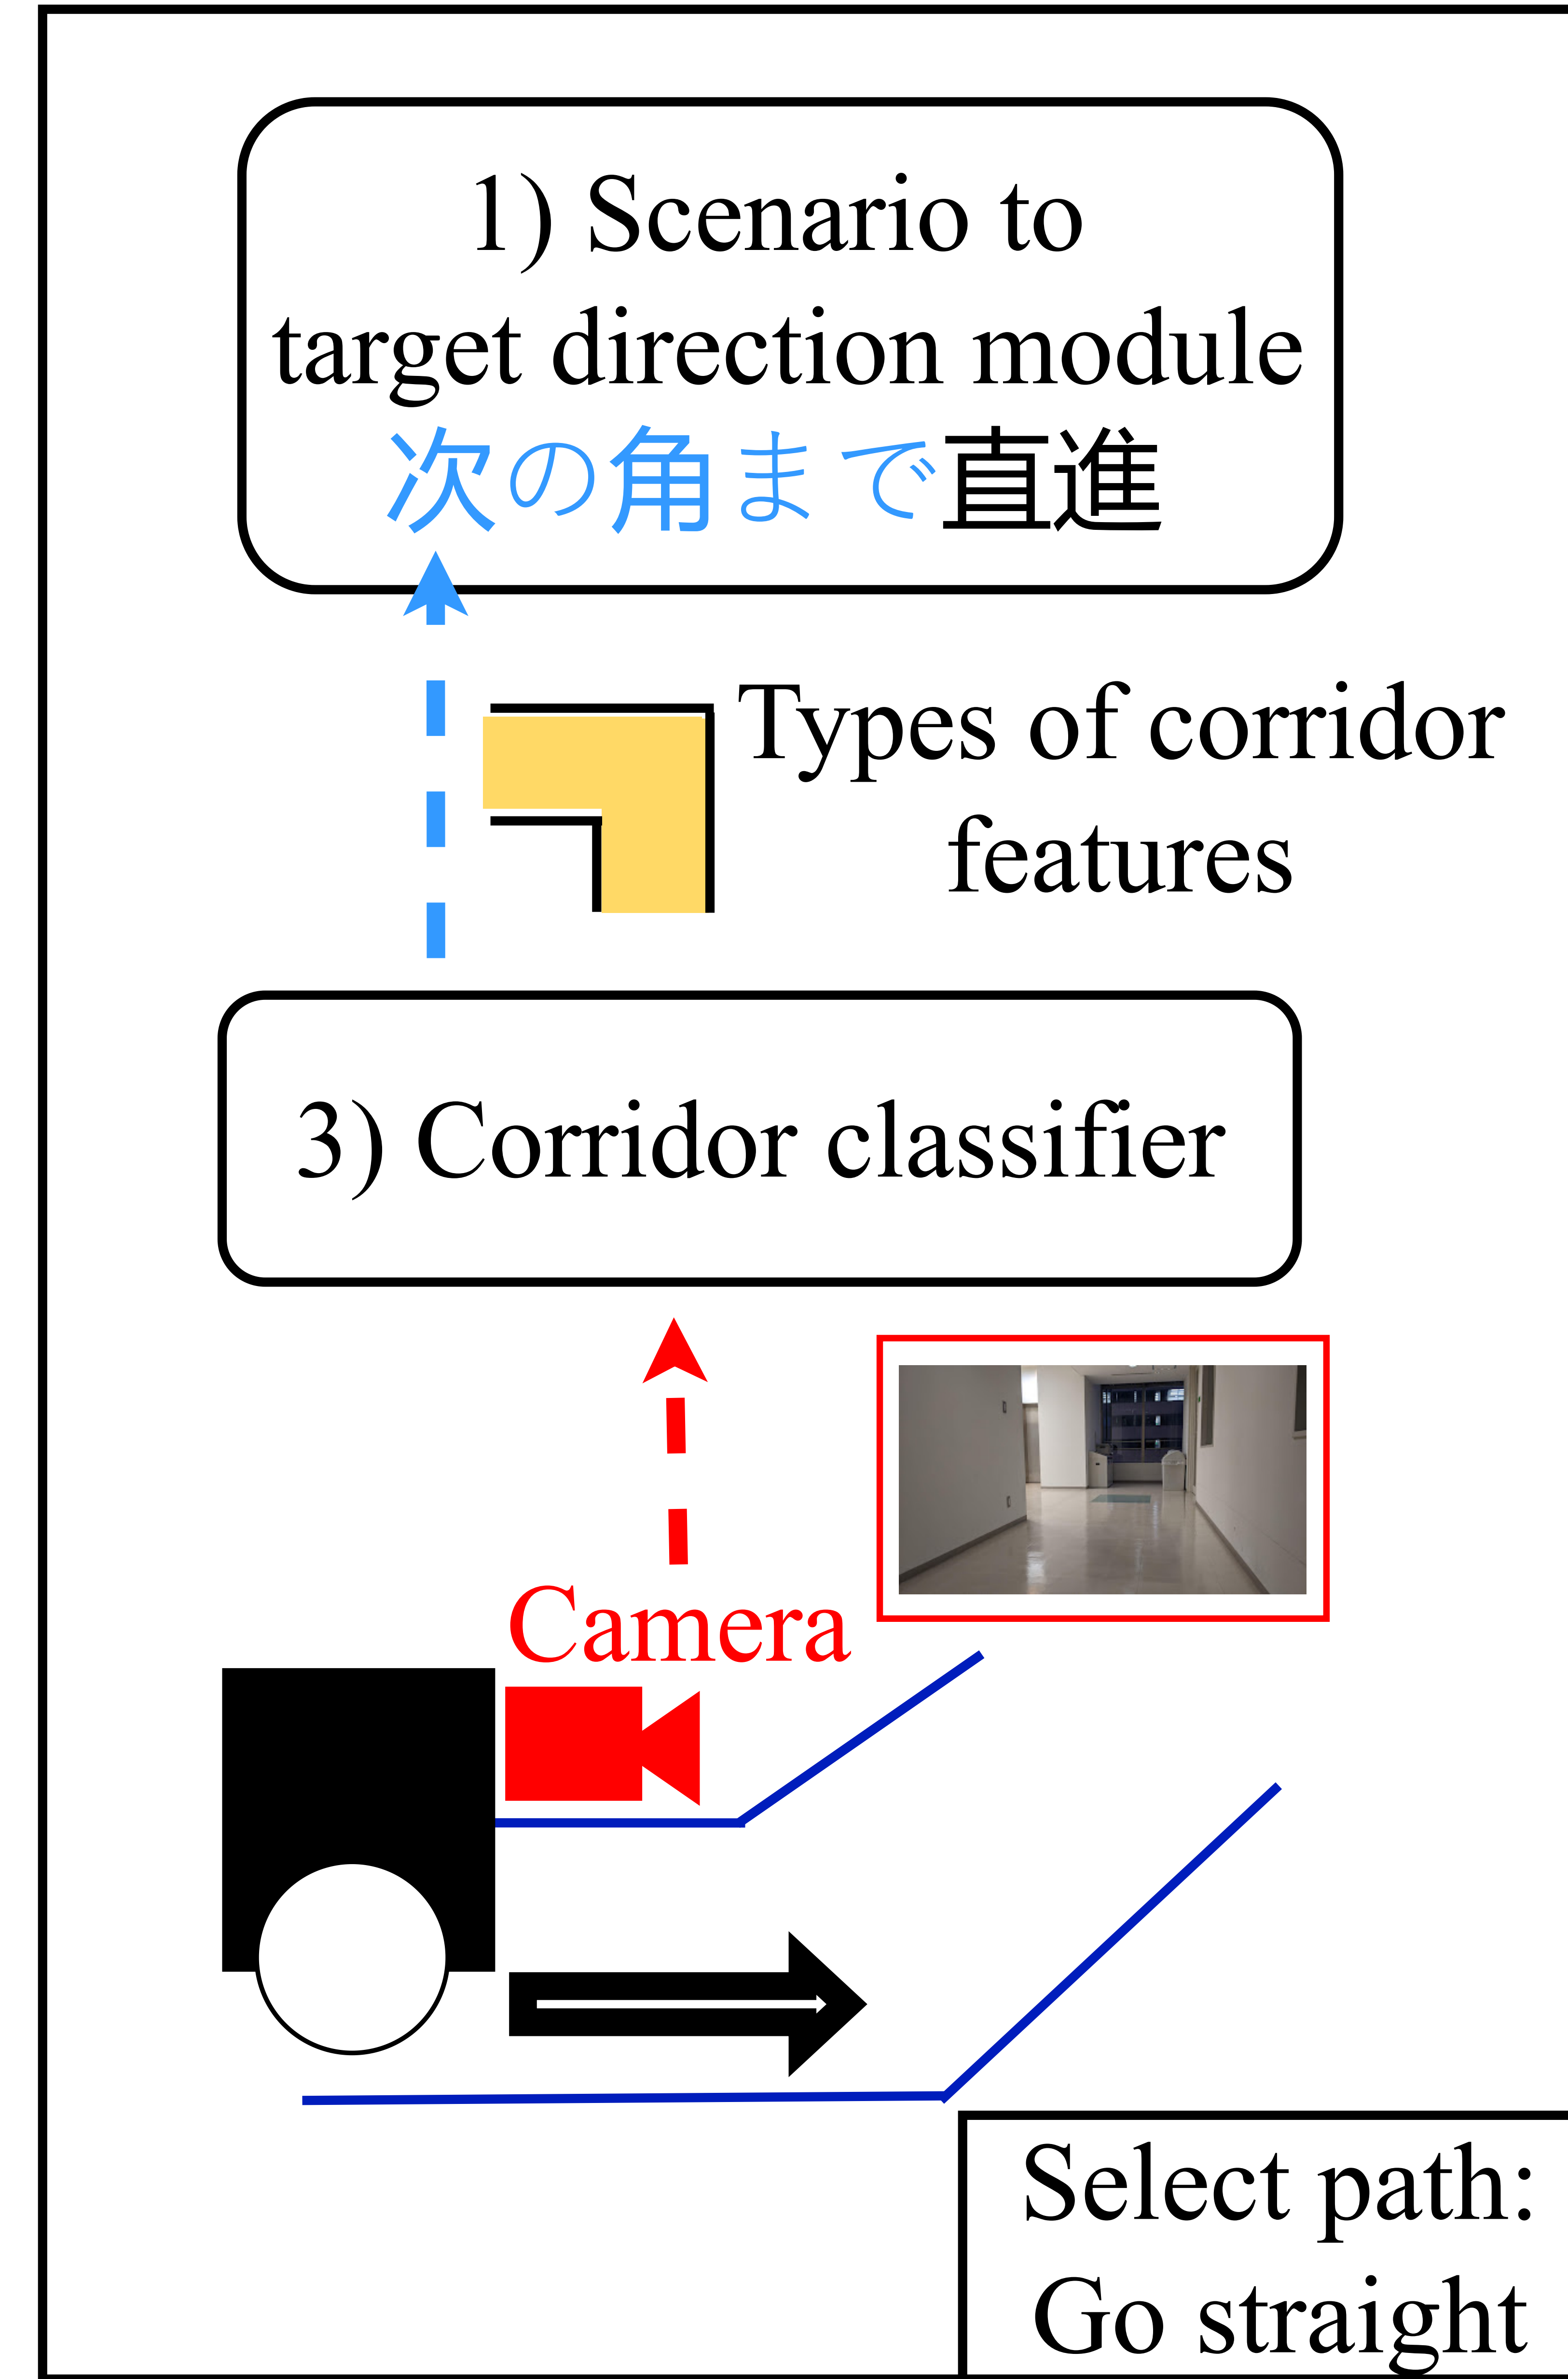 1) Scenario to
target direction module
次の角まで直進
Types of corridor
features
3) Corridor classifier
Camera
Select path:
Go straight